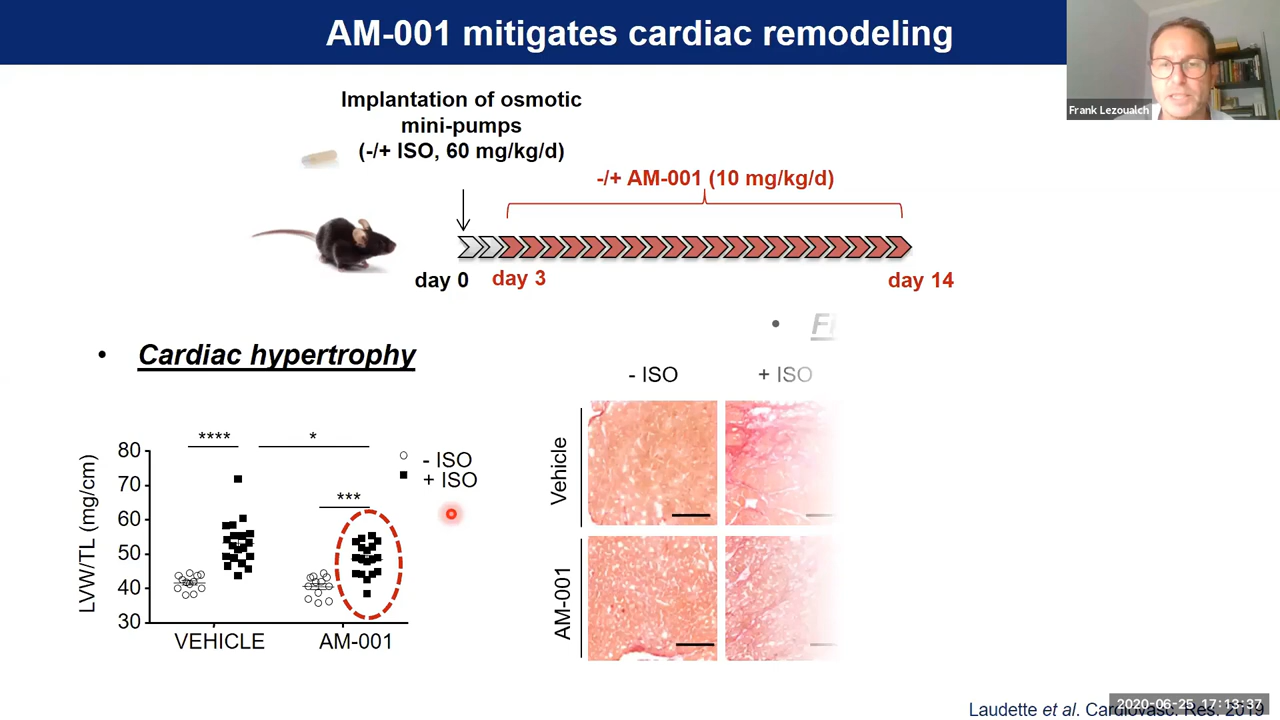 AM-001 mitigates cardiac remodeling
Frank Lezoualch
Implantation of osmotic
mini-pumps
(-/+ ISO, 60 mg/kg/d)
-/+ AM-001 (10 mg/kg/d)
day 0
day 3
day 14
• Cardiac hypertrophy
•
- ISO
+ ISO
**** *
***
- ISO
+ ISO
LVW/TL (mg/cm)
80
70
60
50
40
30
VEHICLE
AM-001
Vehicle
AM-001
Laudette et al. Cardiovasc. Res, 2019
2020-06-25 17:13:37